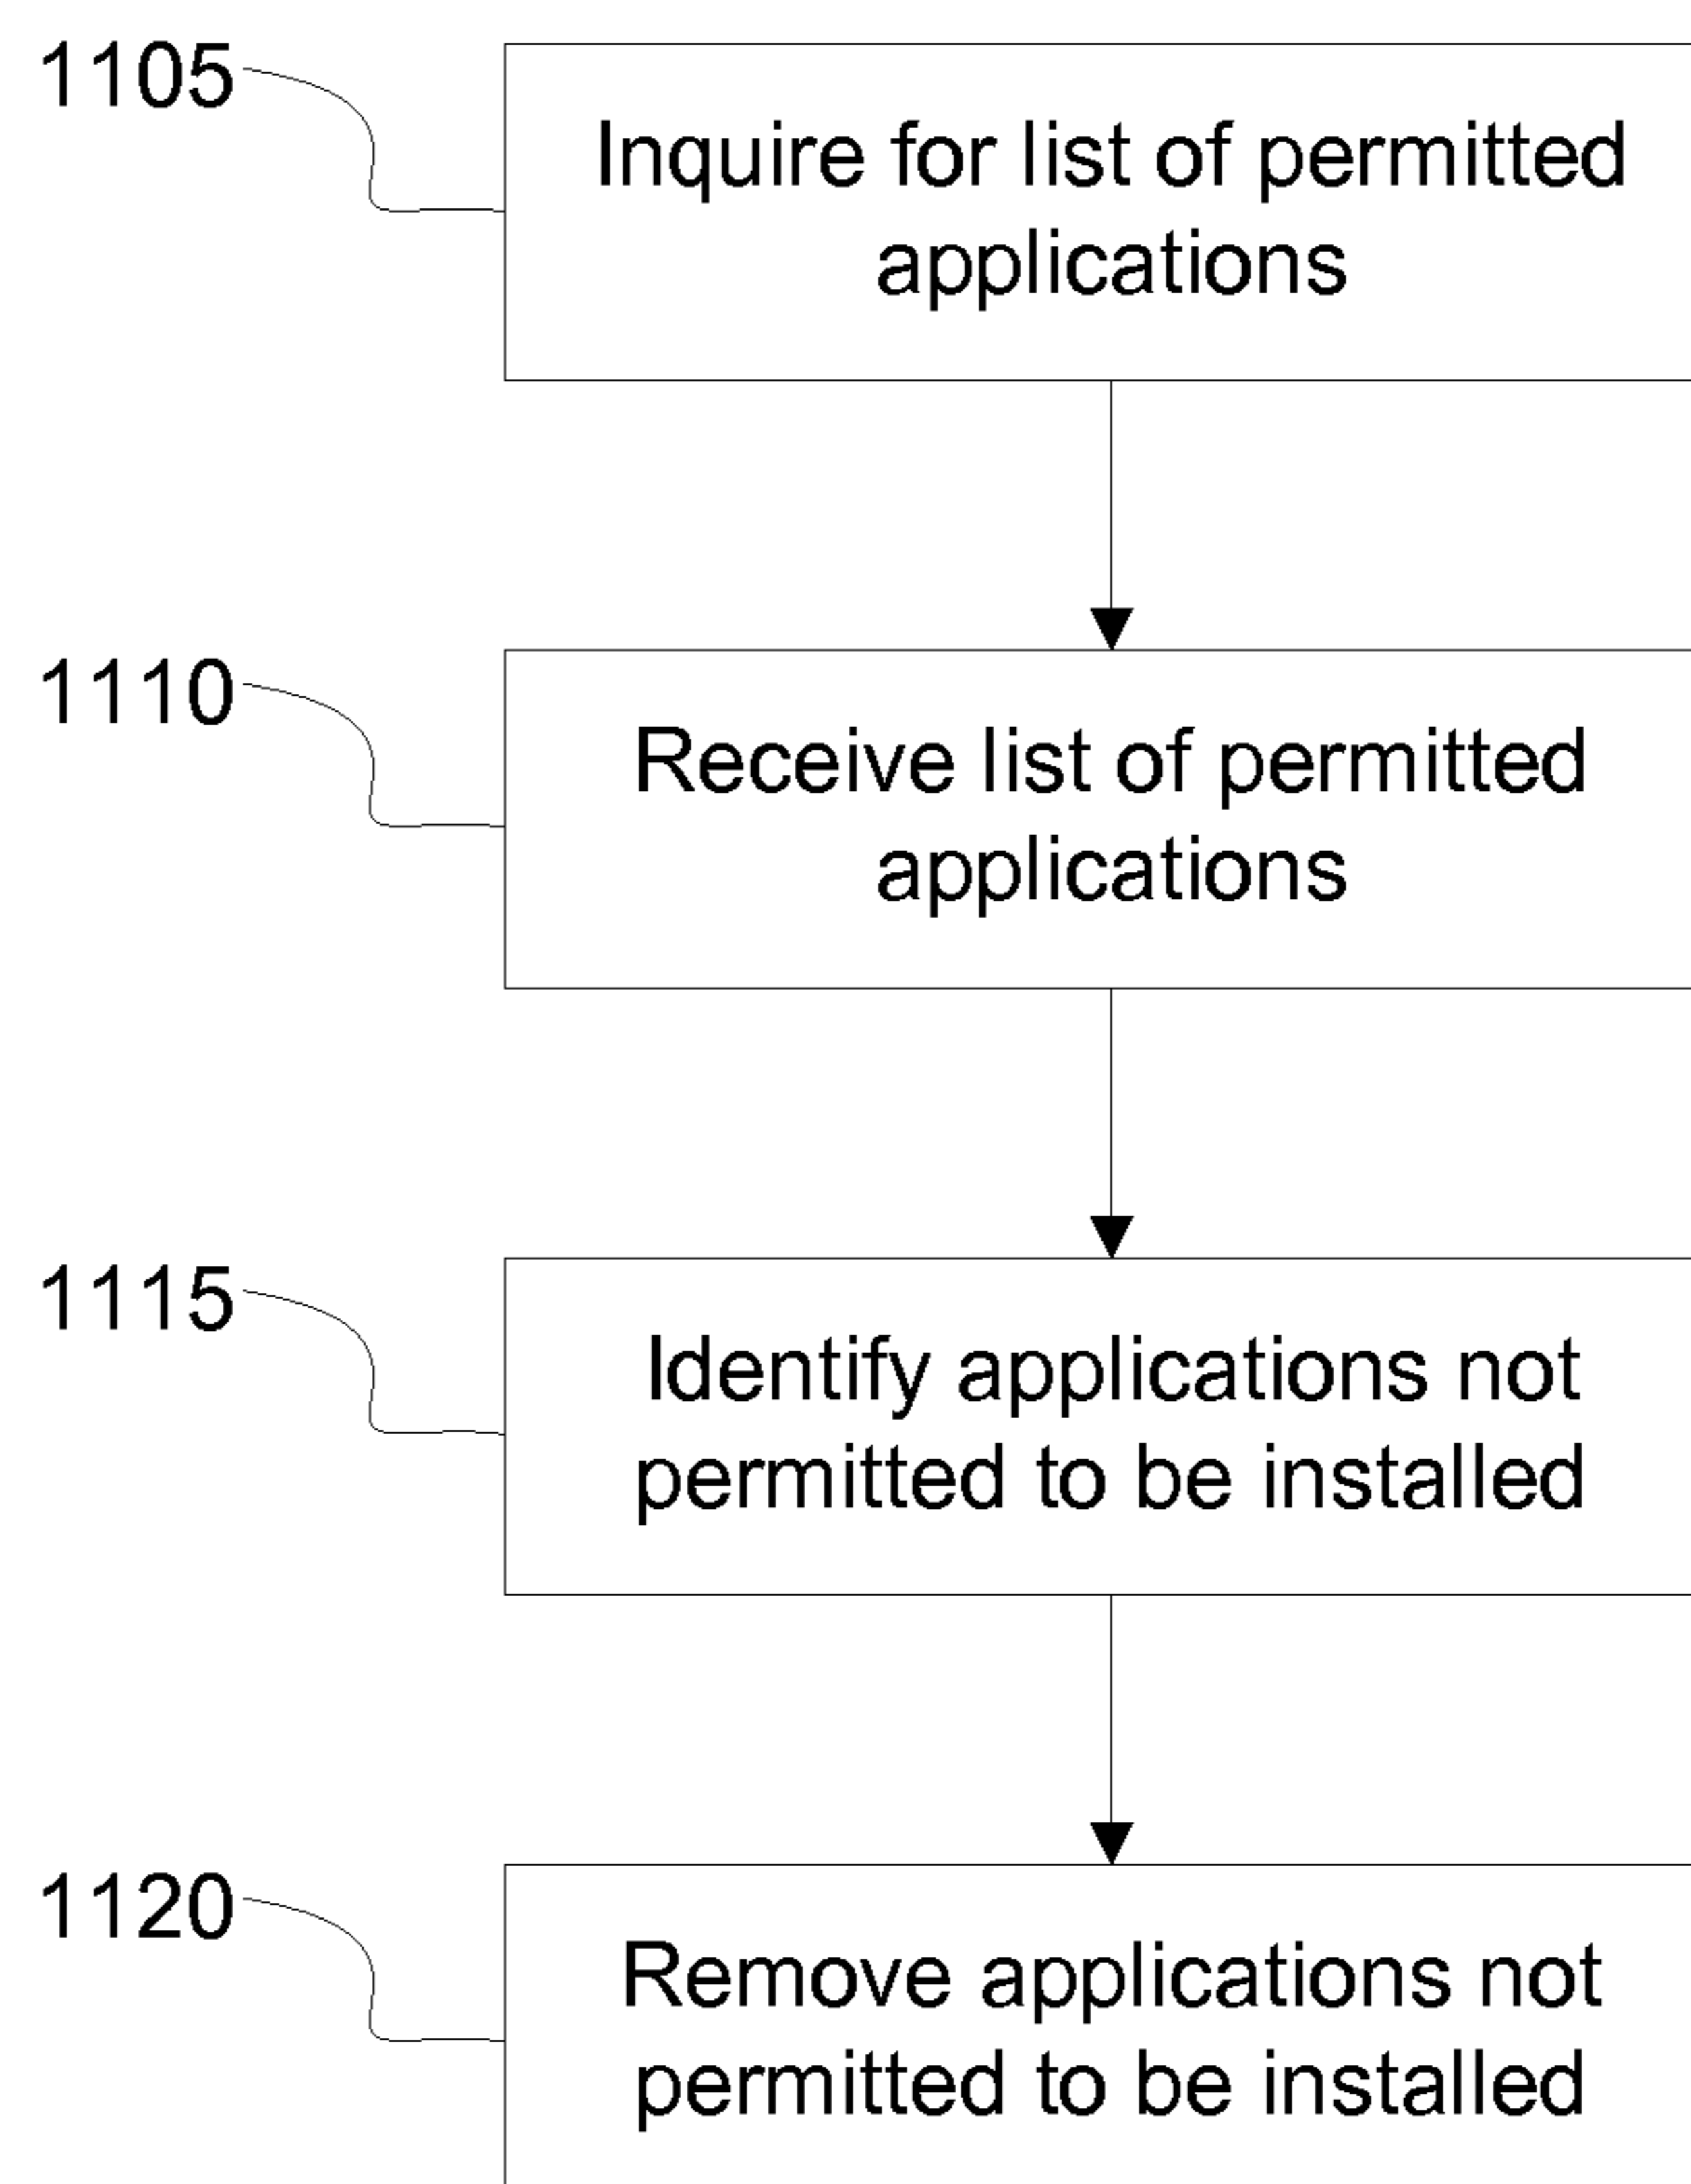 1105
Inquire for list of permitted
applications
1110
Receive list of permitted
applications
1115
Identify applications not
permitted to be installed
1120
Remove applications not
permitted to be installed